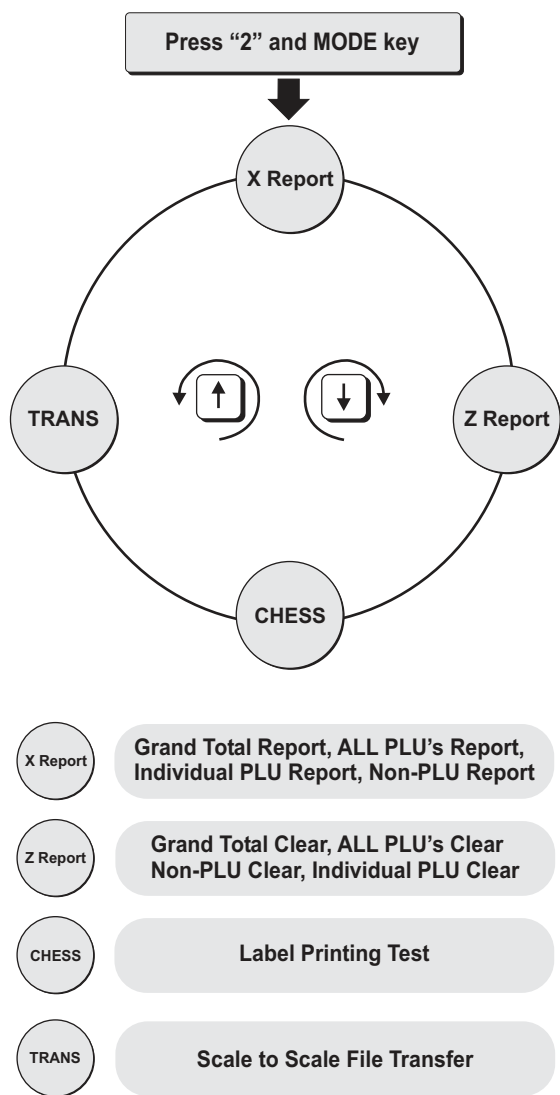 Press “2” and MODE key
X Report
TRANS
↑
↓
Z Report
CHESS
X Report
Grand Total Report, ALL PLU’s Report,
Individual PLU Report, Non-PLU Report
Z Report
Grand Total Clear, ALL PLU’s Clear
Non-PLU Clear, Individual PLU Clear
CHESS
Label Printing Test
TRANS
Scale to Scale File Transfer